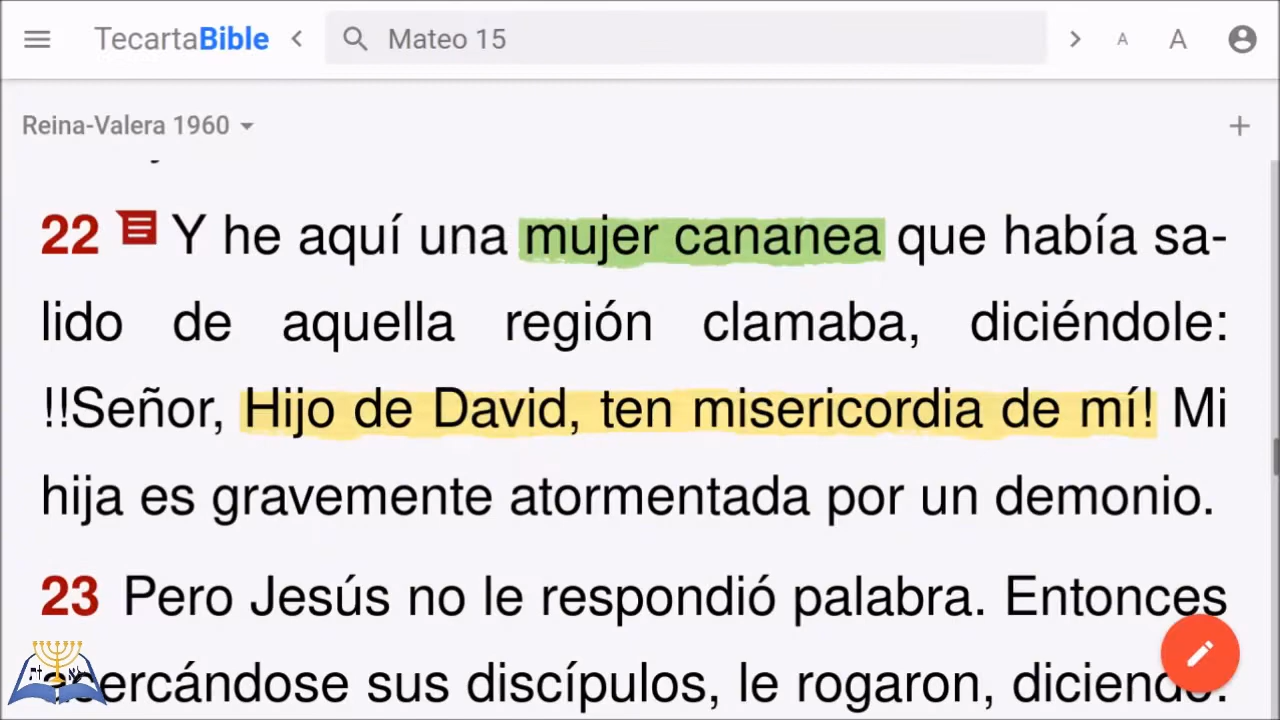 TecartaBible
Mateo 15
A A
Reina-Valera 1960
22 Y he aquí una mujer cananea que había sa-
lido de aquella región clamaba, diciéndole:
!!Señor, Hijo de David, ten misericordia de mí! Mi
hija es gravemente atormentada por un demonio.
23 Pero Jesús no le respondió palabra. Entonces
acercándose sus discípulos, le rogaron, diciendo: